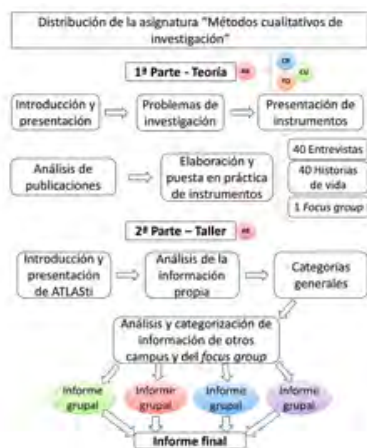 Distribución de la asignatura "Métodos cualitativos de
investigación"
1ª Parte - Teoría
Introducción y
presentación
Problemas de
investigación
Presentación de
instrumentos
Análisis de
publicaciones
Elaboración y
puesta en práctica
de instrumentos
40 Entrevistas
40 Historias
de vida
1 Focus group
2ª Parte – Taller
Introducción y
presentación
de ATLASti
Análisis de la
información
propia
Categorías
generales
Análisis y categorización de
información de otros
campus y del focus group
Informe
grupal
Informe
grupal
Informe
grupal
Informe
grupal
Informe final